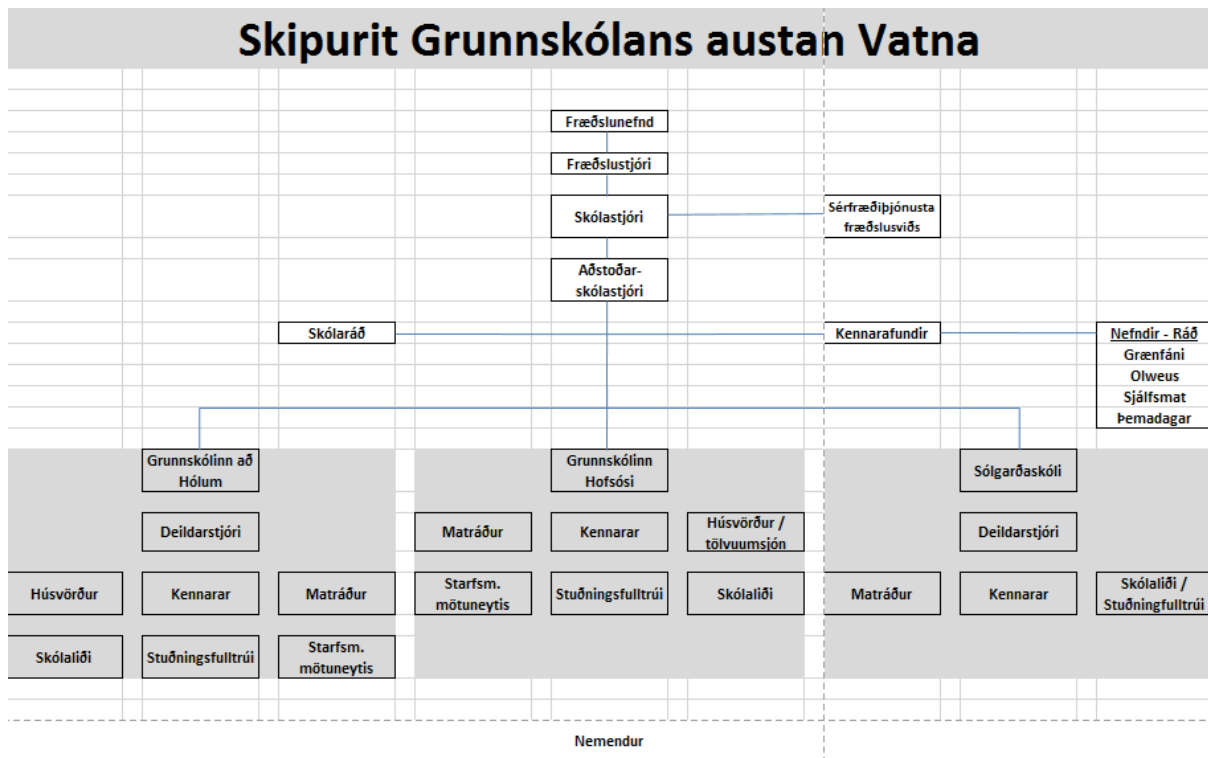 Skipurit Grunnskólans austan Vatna
Fræðslunefnd
Fræðslustjóri
Skólastjóri
Sérfræðiþjónusta
fræðslusviðs
Aðstoðar-
skólastjóri
Skólaráð
Kennarafundir
Nefndir - Ráð
Grænfáni
Olweus
Sjálfsmat
Þemadagar
Grunnskólinn að
Hólum
Grunnskólinn
Hofsósi
Sólgarðaskóli
Deildarstjóri
Matráður
Kennarar
Húsvörður /
tölvuumsjón
Deildarstjóri
Húsvörður
Kennarar
Matráður
Starfsm.
mötuneytis
Stuðningsfulltrúi
Skólaliði
Matráður
Kennarar
Skólaliði /
Stuðningfulltrúi
Skólaliði
Stuðningsfulltrúi
Starfsm.
mötuneytis
Nemendur